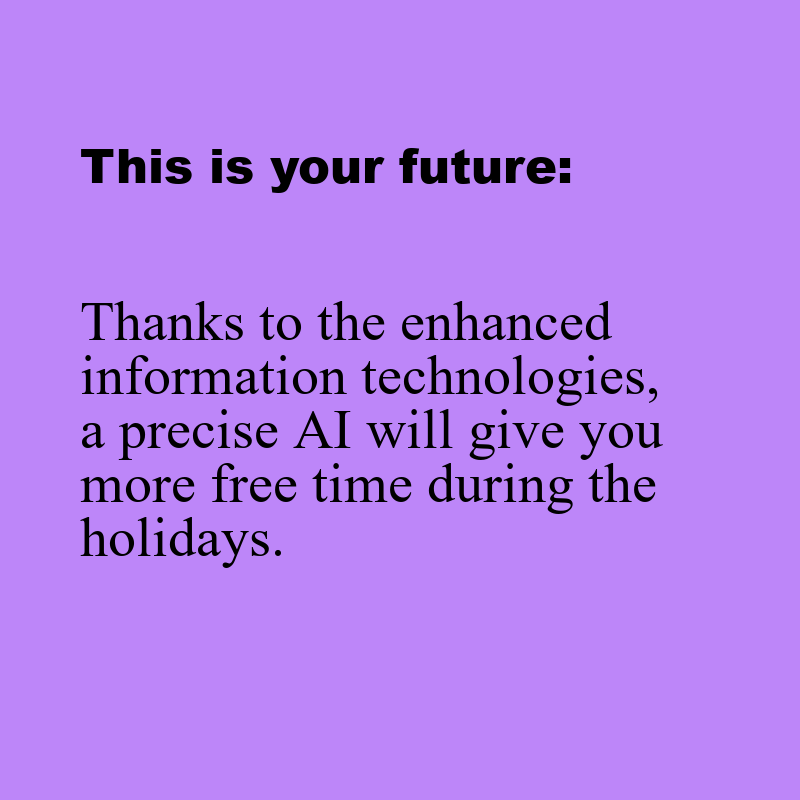 This is your future:
Thanks to the enhanced
information technologies,
a precise AI will give you
more free time during the
holidays.